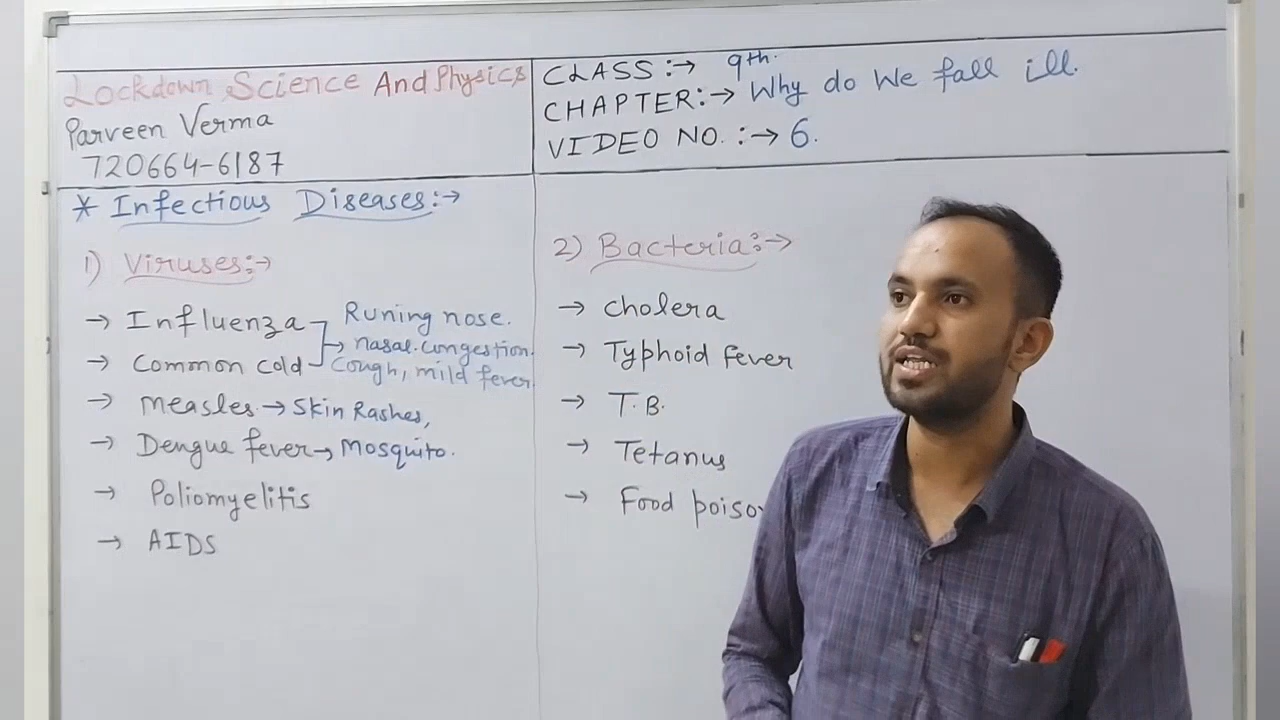 Lockdown Science And Physics
Parveen Verma
720664-6187
CLASS :→ 9th.
CHAPTER :→ Why do We fall ill.
VIDEO NO. :→ 6.
* Infectious Diseases :→
1) Viruses :→
→ Influenza
→ Common cold
Runing nose.
→ nasal congestion.
Cough, mild fever
→ Measles → Skin Rashes,
→ Dengue fever → Mosquito.
→ Poliomyelitis
→ AIDS
2) Bacteria :→
→ Cholera
→ Typhoid fever
→ T.B.
→ Tetanus
→ Food poiso